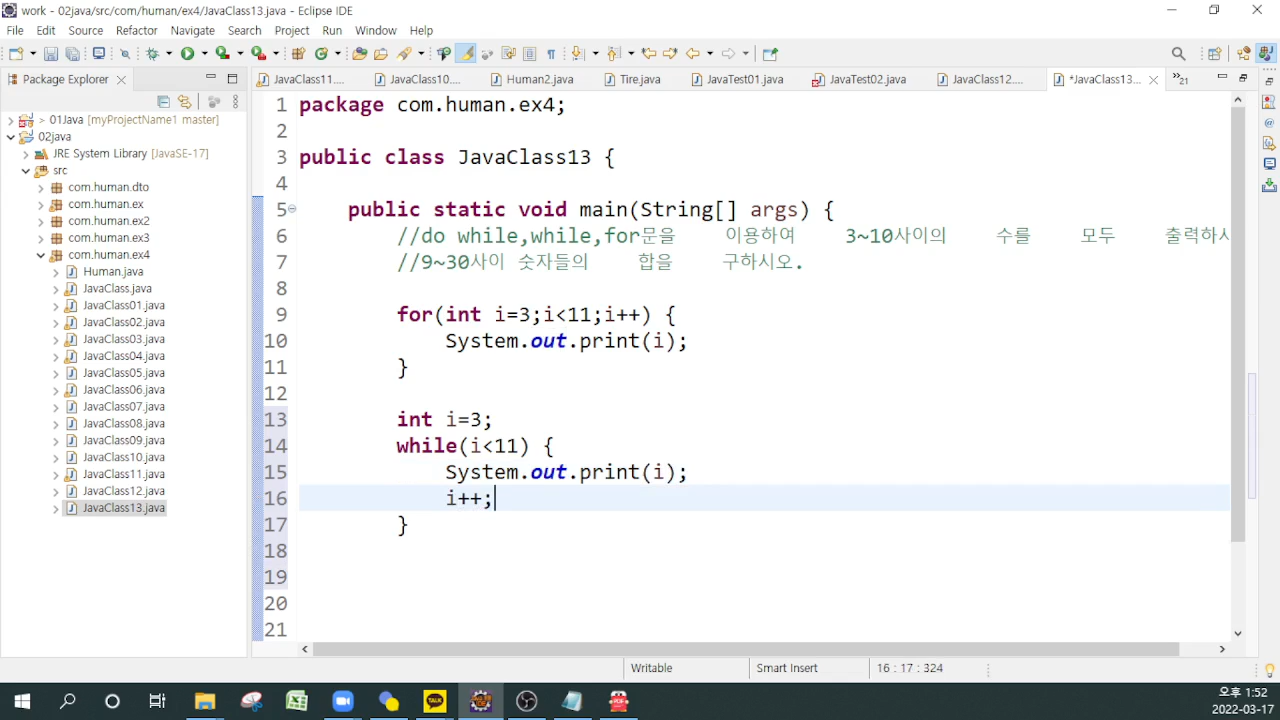 work - 02java/src/com/human/ex4/JavaClass13.java - Eclipse IDE
File Edit Source Refactor Navigate Search Project Run Window Help
Package Explorer
JavaClass11.... JavaClass10.... Human2.java Tire.java JavaTest01.java JavaTest02.java JavaClass12.... *JavaClass13... »21
> 01Java [myProjectName1 master]
02java
JRE System Library [JavaSE-17]
src
com.human.dto
com.human.ex
com.human.ex2
com.human.ex3
com.human.ex4
Human.java
JavaClass.java
JavaClass01.java
JavaClass02.java
JavaClass03.java
JavaClass04.java
JavaClass05.java
JavaClass06.java
JavaClass07.java
JavaClass08.java
JavaClass09.java
JavaClass10.java
JavaClass11.java
JavaClass12.java
JavaClass13.java
1 package com.human.ex4;
2
3 public class JavaClass13 {
4
5 public static void main(String[] args) {
6 //do while,while,for문을 이용하여 3~10사이의 수를 모두 출력하시
7 //9~30사이 숫자들의 합을 구하시오.
8
9 for(int i=3;i<11;i++) {
10 System.out.print(i);
11 }
12
13 int i=3;
14 while(i<11) {
15 System.out.print(i);
16 i++;
17 }
18
19
20
21
Writable Smart Insert 16 : 17 : 324
TALK
PDF
오후 1:52
2022-03-17